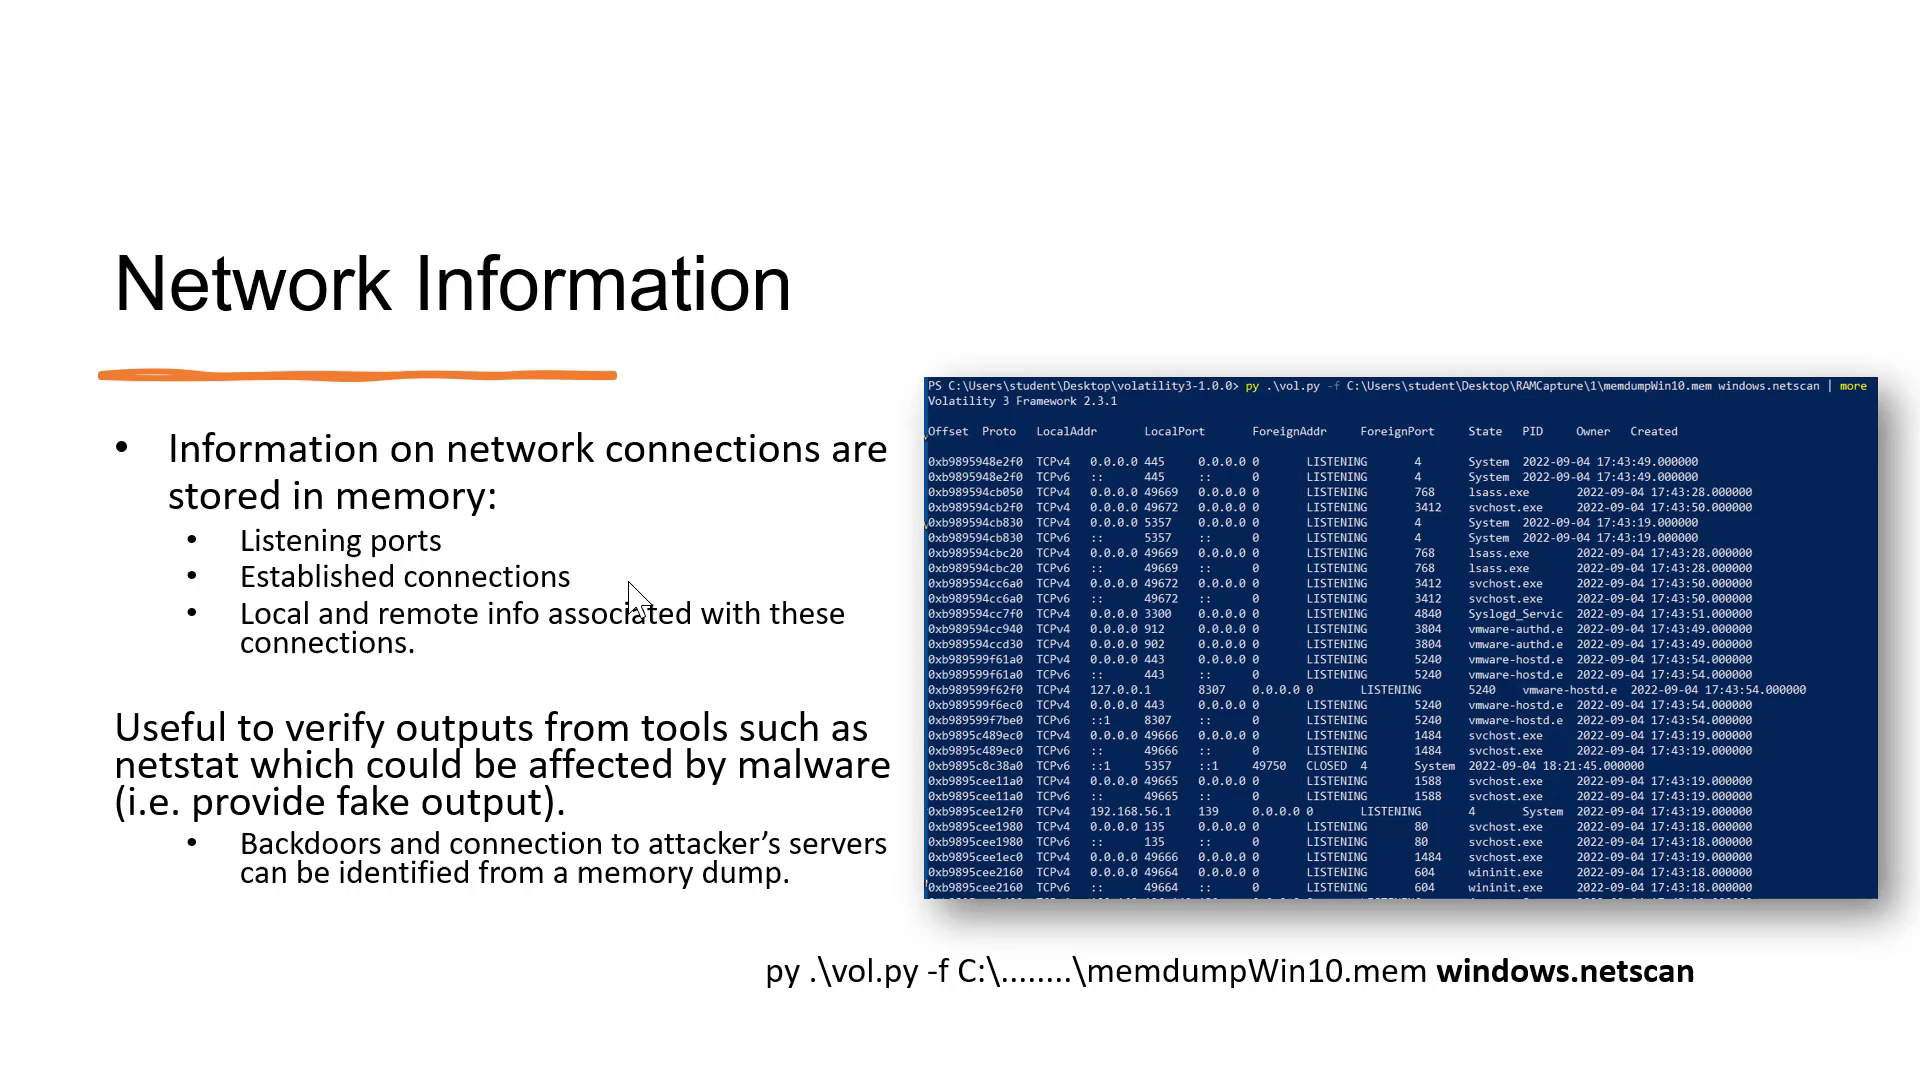 Network Information
• Information on network connections are
stored in memory:
• Listening ports
• Established connections
• Local and remote info associated with these
connections.
Useful to verify outputs from tools such as
netstat which could be affected by malware
(i.e. provide fake output).
• Backdoors and connection to attacker's servers
can be identified from a memory dump.
PS C:\Users\student\Desktop\volatility3-1.0.0> py .\vol.py -f C:\Users\student\Desktop\RAMCapture\1\memdumpWin10.mem windows.netscan | more
Volatility 3 Framework 2.3.1
Offset Proto LocalAddr LocalPort ForeignAddr ForeignPort State PID Owner Created
0xb9895948e2f0 TCPv4 0.0.0.0 445 0.0.0.0 0 LISTENING 4 System 2022-09-04 17:43:49.000000
0xb9895948e2f0 TCPv6 :: 445 :: 0 LISTENING 4 System 2022-09-04 17:43:49.000000
0xb989594cb050 TCPv4 0.0.0.0 49669 0.0.0.0 0 LISTENING 768 lsass.exe 2022-09-04 17:43:28.000000
0xb989594cb2f0 TCPv4 0.0.0.0 49672 0.0.0.0 0 LISTENING 3412 svchost.exe 2022-09-04 17:43:50.000000
0xb989594cb830 TCPv4 0.0.0.0 5357 0.0.0.0 0 LISTENING 4 System 2022-09-04 17:43:19.000000
0xb989594cb830 TCPv6 :: 5357 :: 0 LISTENING 4 System 2022-09-04 17:43:19.000000
0xb989594cbc20 TCPv4 0.0.0.0 49669 0.0.0.0 0 LISTENING 768 lsass.exe 2022-09-04 17:43:28.000000
0xb989594cbc20 TCPv6 :: 49669 :: 0 LISTENING 768 lsass.exe 2022-09-04 17:43:28.000000
0xb989594cc6a0 TCPv4 0.0.0.0 49672 0.0.0.0 0 LISTENING 3412 svchost.exe 2022-09-04 17:43:50.000000
0xb989594cc6a0 TCPv6 :: 49672 :: 0 LISTENING 3412 svchost.exe 2022-09-04 17:43:50.000000
0xb989594cc7f0 TCPv4 0.0.0.0 3300 0.0.0.0 0 LISTENING 4840 Syslogd_Servic 2022-09-04 17:43:51.000000
0xb989594cc940 TCPv4 0.0.0.0 912 0.0.0.0 0 LISTENING 3804 vmware-authd.e 2022-09-04 17:43:49.000000
0xb989594ccd30 TCPv4 0.0.0.0 902 0.0.0.0 0 LISTENING 3804 vmware-authd.e 2022-09-04 17:43:49.000000
0xb989599f61a0 TCPv4 0.0.0.0 443 0.0.0.0 0 LISTENING 5240 vmware-hostd.e 2022-09-04 17:43:54.000000
0xb989599f61a0 TCPv6 :: 443 :: 0 LISTENING 5240 vmware-hostd.e 2022-09-04 17:43:54.000000
0xb989599f62f0 TCPv4 127.0.0.1 8307 0.0.0.0 0 LISTENING 5240 vmware-hostd.e 2022-09-04 17:43:54.000000
0xb989599f6ec0 TCPv4 0.0.0.0 443 0.0.0.0 0 LISTENING 5240 vmware-hostd.e 2022-09-04 17:43:54.000000
0xb989599f7be0 TCPv6 ::1 8307 :: 0 LISTENING 5240 vmware-hostd.e 2022-09-04 17:43:54.000000
0xb9895c489ec0 TCPv4 0.0.0.0 49666 0.0.0.0 0 LISTENING 1484 svchost.exe 2022-09-04 17:43:19.000000
0xb9895c489ec0 TCPv6 :: 49666 :: 0 LISTENING 1484 svchost.exe 2022-09-04 17:43:19.000000
0xb9895c8c38a0 TCPv6 ::1 5357 ::1 49750 CLOSED 4 System 2022-09-04 18:21:45.000000
0xb9895cee11a0 TCPv4 0.0.0.0 49665 0.0.0.0 0 LISTENING 1588 svchost.exe 2022-09-04 17:43:19.000000
0xb9895cee11a0 TCPv6 :: 49665 :: 0 LISTENING 1588 svchost.exe 2022-09-04 17:43:19.000000
0xb9895cee12f0 TCPv4 192.168.56.1 139 0.0.0.0 0 LISTENING 4 System 2022-09-04 17:43:19.000000
0xb9895cee1980 TCPv4 0.0.0.0 135 0.0.0.0 0 LISTENING 80 svchost.exe 2022-09-04 17:43:18.000000
0xb9895cee1980 TCPv6 :: 135 :: 0 LISTENING 80 svchost.exe 2022-09-04 17:43:18.000000
0xb9895cee1ec0 TCPv4 0.0.0.0 49666 0.0.0.0 0 LISTENING 1484 svchost.exe 2022-09-04 17:43:19.000000
0xb9895cee2160 TCPv4 0.0.0.0 49664 0.0.0.0 0 LISTENING 604 wininit.exe 2022-09-04 17:43:18.000000
0xb9895cee2160 TCPv6 :: 49664 :: 0 LISTENING 604 wininit.exe 2022-09-04 17:43:18.000000
py .\vol.py -f C:\........\memdumpWin10.mem windows.netscan